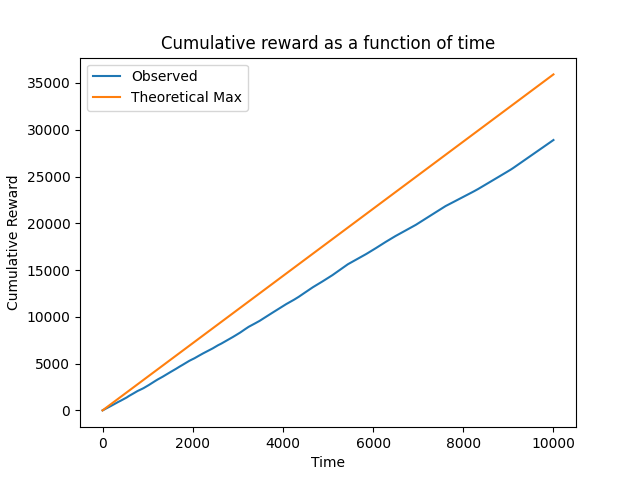 Cumulative reward as a function of time
Observed
Theoretical Max
35000
30000
25000
20000
15000
10000
5000
0
Cumulative Reward
0 2000 4000 6000 8000 10000
Time